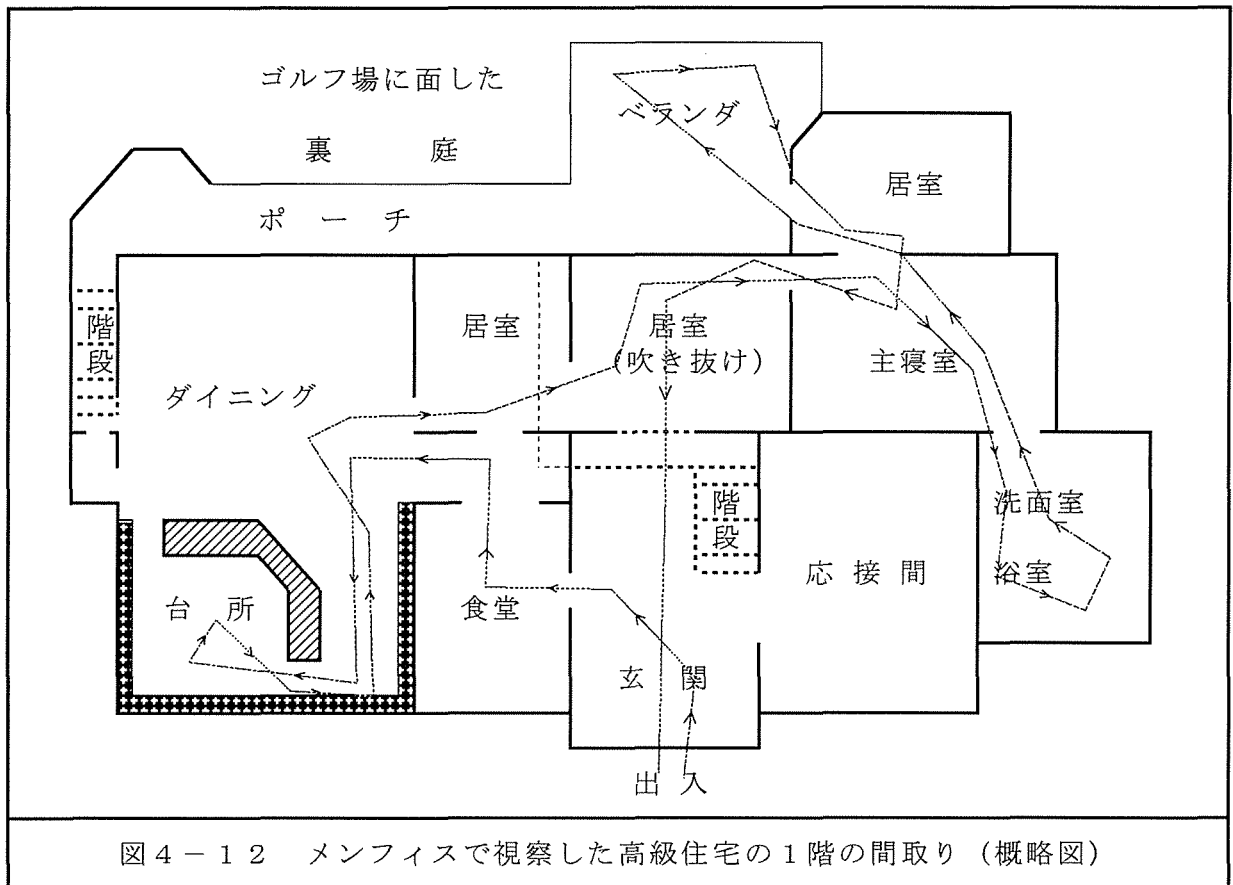 ゴルフ場に面した
裏 庭
ベランダ
居室
ポーチ
階
段
ダイニング
居室
居室
(吹き抜け)
主寝室
階
段
洗面室
浴室
応接間
台 所
食堂
玄 関
出 入
図4-12 メンフィスで視察した高級住宅の1階の間取り(概略図)